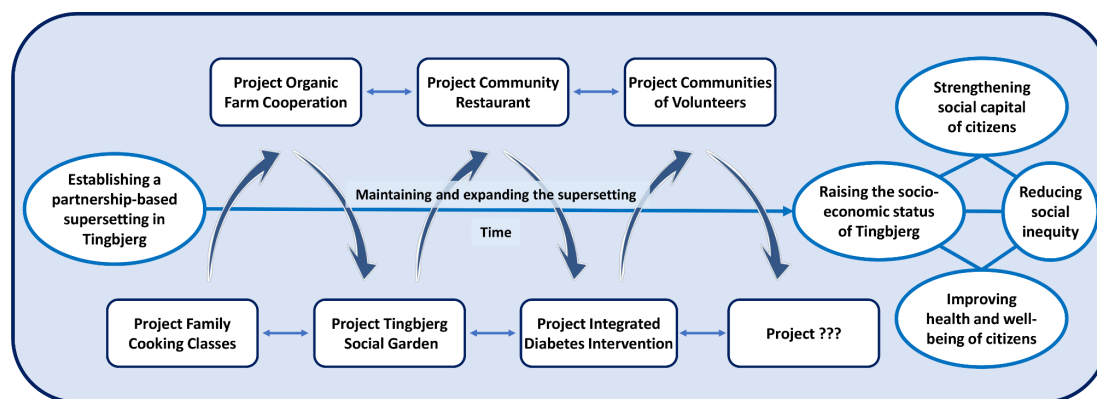 Project Organic
Farm Cooperation
Project Community
Restaurant
Project Communities
of Volunteers
Strengthening
social capital
of citizens
Establishing a
partnership-based
supersetting in
Tingbjerg
Maintaining and expanding the supersetting
Time
Raising the socio-
economic status
of Tingbjerg
Reducing
social
inequity
Project Family
Cooking Classes
Project Tingbjerg
Social Garden
Project Integrated
Diabetes Intervention
Project ???
Improving
health and well-
being of citizens